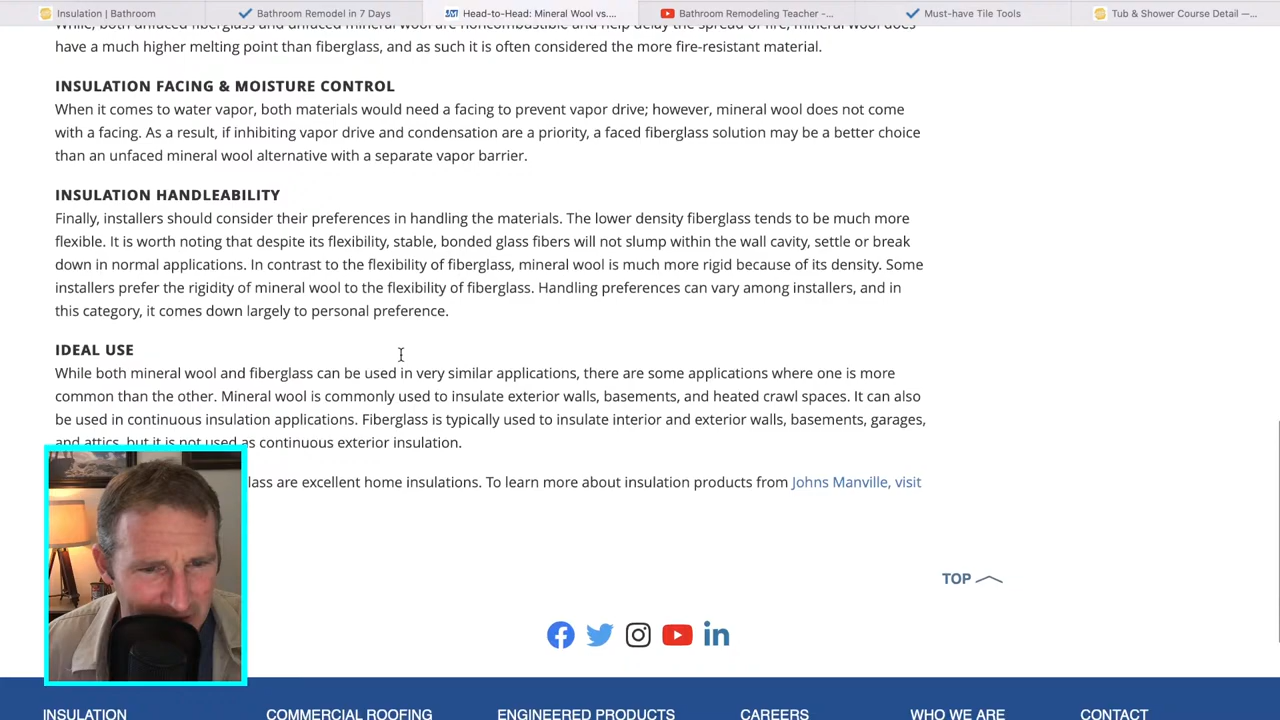 Insulation | Bathroom
Bathroom Remodel in 7 Days
Head-to-Head: Mineral Wool vs....
Bathroom Remodeling Teacher -...
Must-have Tile Tools
Tub & Shower Course Detail —...
have a much higher melting point than fiberglass, and as such it is often considered the more fire-resistant material.
INSULATION FACING & MOISTURE CONTROL
When it comes to water vapor, both materials would need a facing to prevent vapor drive; however, mineral wool does not come
with a facing. As a result, if inhibiting vapor drive and condensation are a priority, a faced fiberglass solution may be a better choice
than an unfaced mineral wool alternative with a separate vapor barrier.
INSULATION HANDLEABILITY
Finally, installers should consider their preferences in handling the materials. The lower density fiberglass tends to be much more
flexible. It is worth noting that despite its flexibility, stable, bonded glass fibers will not slump within the wall cavity, settle or break
down in normal applications. In contrast to the flexibility of fiberglass, mineral wool is much more rigid because of its density. Some
installers prefer the rigidity of mineral wool to the flexibility of fiberglass. Handling preferences can vary among installers, and in
this category, it comes down largely to personal preference.
IDEAL USE
While both mineral wool and fiberglass can be used in very similar applications, there are some applications where one is more
common than the other. Mineral wool is commonly used to insulate exterior walls, basements, and heated crawl spaces. It can also
be used in continuous insulation applications. Fiberglass is typically used to insulate interior and exterior walls, basements, garages,
and attics, but it is not used as continuous exterior insulation.
lass are excellent home insulations. To learn more about insulation products from Johns Manville, visit
TOP
INSULATION
COMMERCIAL ROOFING
ENGINEERED PRODUCTS
CAREERS
WHO WE ARE
CONTACT